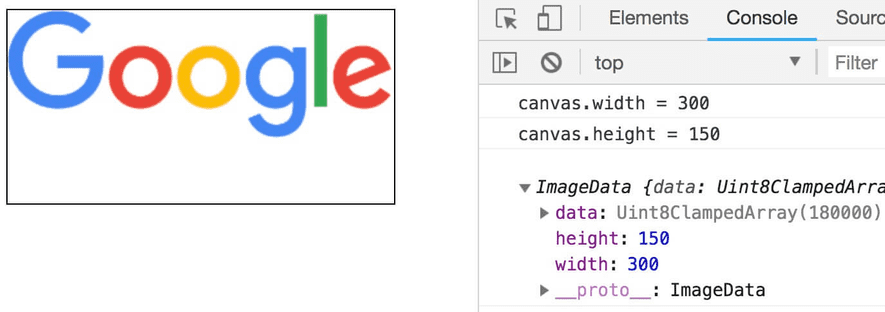 Google
Elements Console Sourc
top Filter
canvas.width = 300
canvas.height = 150
ImageData {data: Uint8ClampedArra
data: Uint8ClampedArray(180000)
height: 150
width: 300
__proto__: ImageData